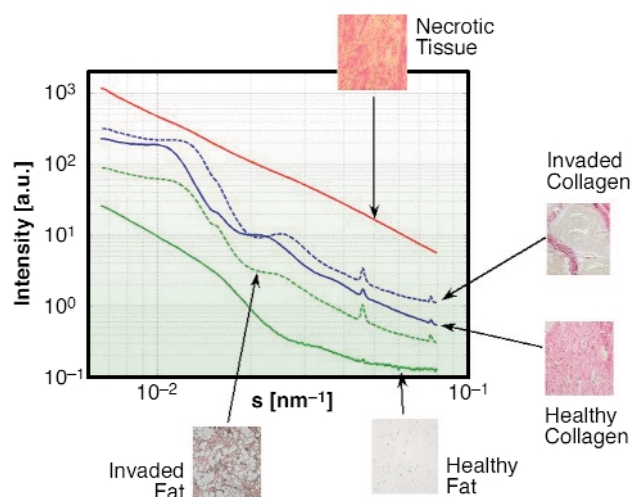 Necrotic
Tissue
10³
10²
10¹
10⁰
10⁻¹
Intensity [a.u.]
10⁻²
s [nm⁻¹]
10⁻¹
Invaded
Collagen
Healthy
Collagen
Invaded
Fat
Healthy
Fat